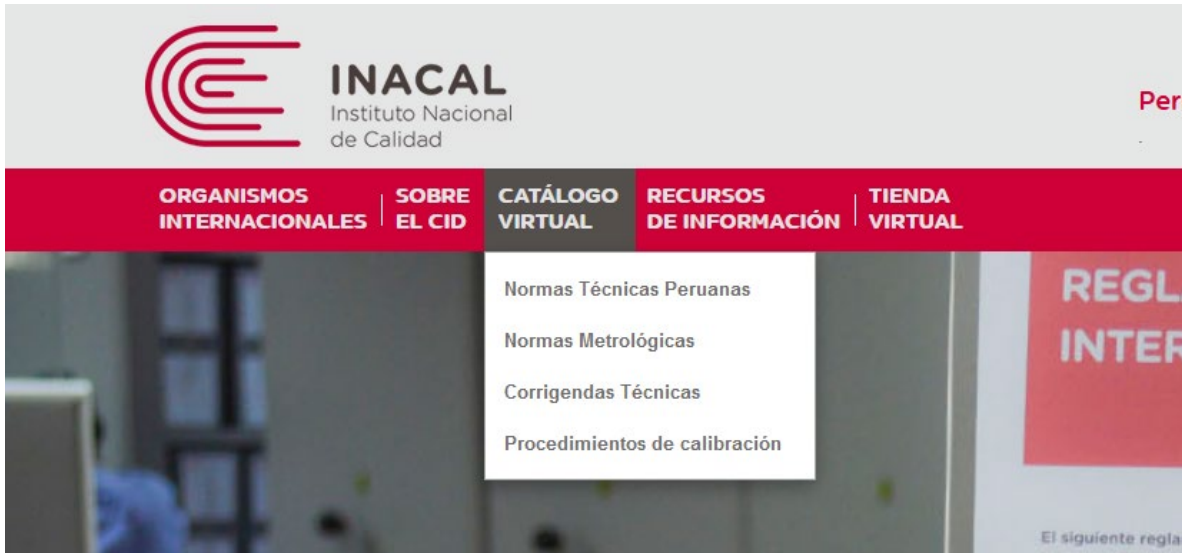 INACAL
Instituto Nacional
de Calidad
Per
ORGANISMOS
INTERNACIONALES
SOBRE
EL CID
CATÁLOGO
VIRTUAL
RECURSOS
DE INFORMACIÓN
TIENDA
VIRTUAL
Normas Técnicas Peruanas
Normas Metrológicas
Corrigendas Técnicas
Procedimientos de calibración
REGL
INTER
El siguiente regla